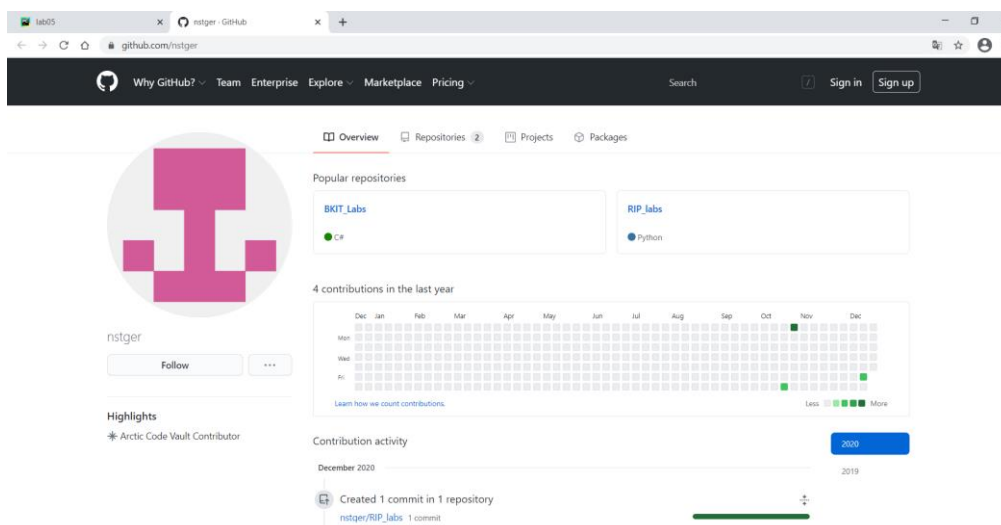 lab05
nstger · GitHub
github.com/nstger
Why GitHub? Team Enterprise Explore Marketplace Pricing Search / Sign in Sign up
Overview Repositories 2 Projects Packages
Popular repositories
BKIT_Labs
C#
RIP_labs
Python
4 contributions in the last year
Dec Jan Feb Mar Apr May Jun Jul Aug Sep Oct Nov Dec
Mon
Wed
Fri
Learn how we count contributions.
Less More
nstger
Follow
Highlights
Arctic Code Vault Contributor
Contribution activity
2020
2019
December 2020
Created 1 commit in 1 repository
nstger/RIP_labs 1 commit